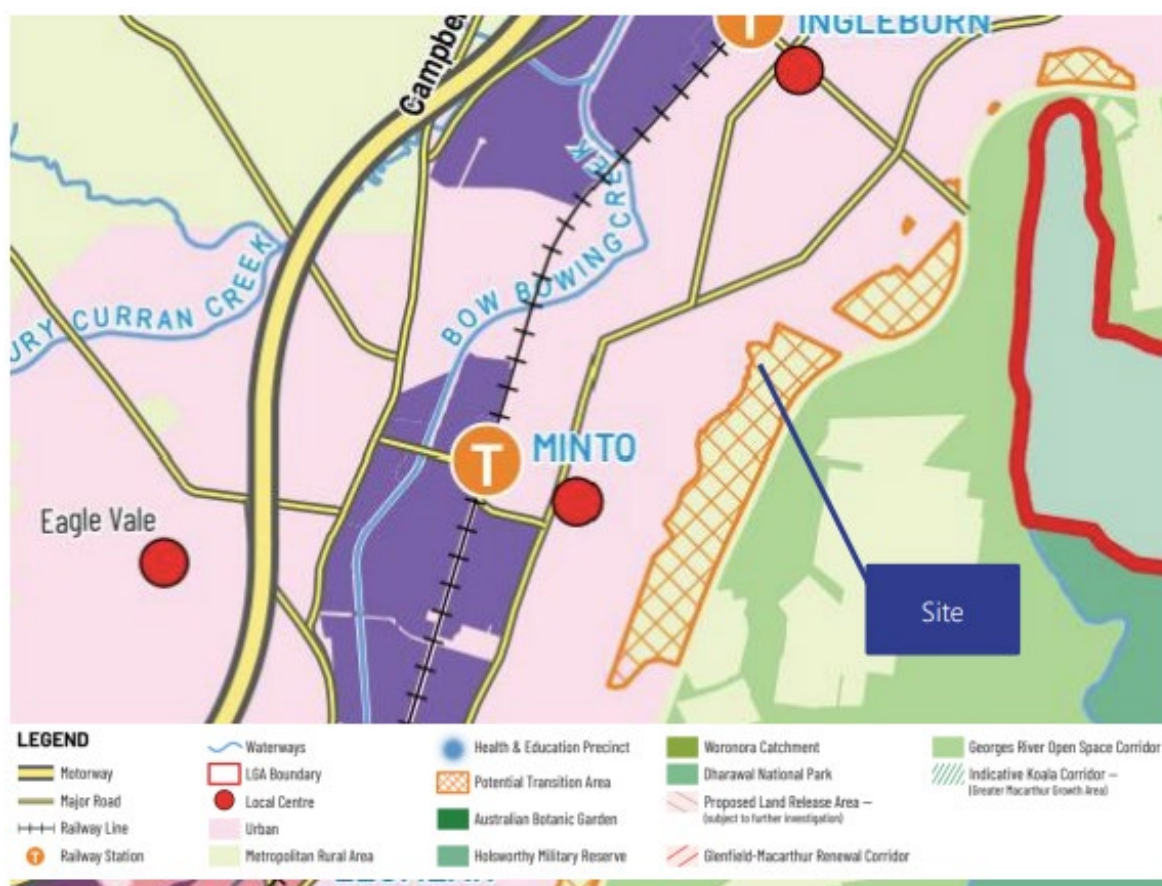 INGLEBURN
T
Campbel
BOW BOWING CREEK
URY CURRAN CREEK
T
MINTO
Eagle Vale
Site
LEGEND
Motorway
Major Road
Railway Line
T
Railway Station
Waterways
LGA Boundary
Local Centre
Urban
Metropolitan Rural Area
Health & Education Precinct
Potential Transition Area
Australian Botanic Garden
Holsworthy Military Reserve
Woronora Catchment
Dharawal National Park
Proposed Land Release Area –
(subject to further investigation)
Glenfield-Macarthur Renewal Corridor
Georges River Open Space Corridor
Indicative Koala Corridor –
(Greater Macarthur Growth Area)